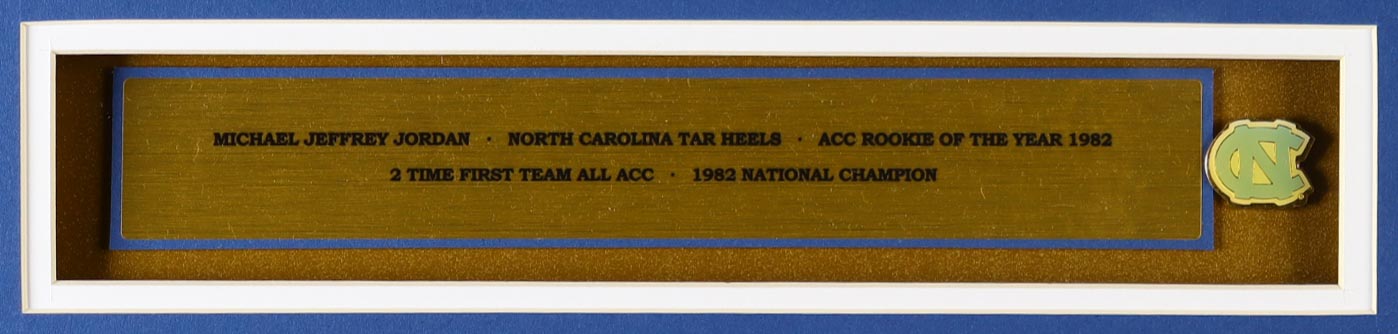 MICHAEL JEFFREY JORDAN · NORTH CAROLINA TAR HEELS · ACC ROOKIE OF THE YEAR 1982
2 TIME FIRST TEAM ALL ACC · 1982 NATIONAL CHAMPION
NC